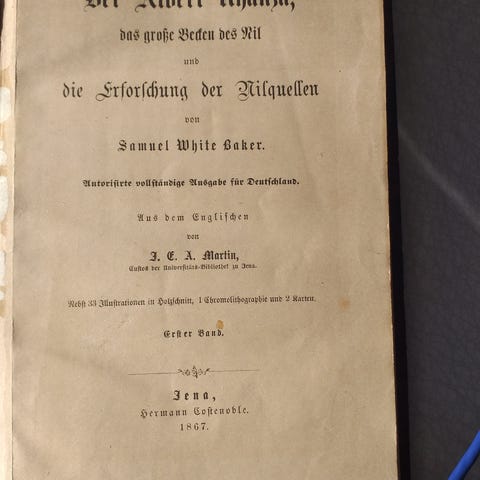 Der Albert Nyanza,
das große Becken des Nil
und
die Erforschung der Nilquellen
von
Samuel White Baker.
Autorisirte vollständige Ausgabe für Deutschland.
Aus dem Englischen
von
J. E. A. Martin,
Custos der Universitäts-Bibliothek zu Jena.
Nebst 33 Illustrationen in Holzschnitt, 1 Chromolithographie und 2 Karten.
Erster Band.
Jena,
Hermann Costenoble.
1867.